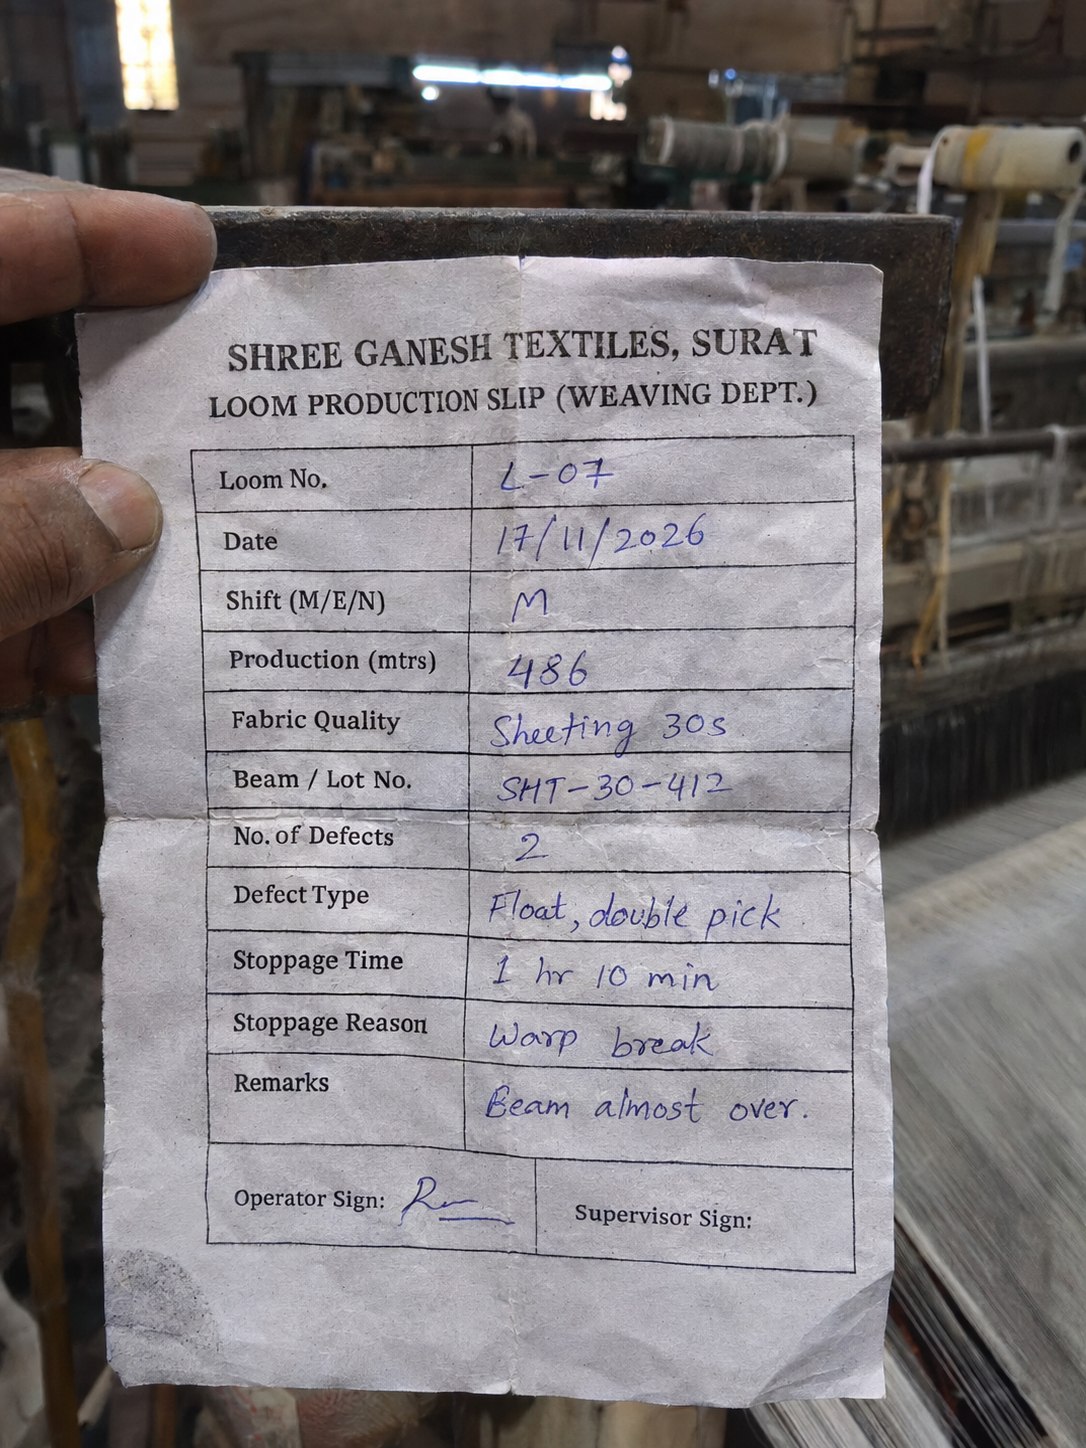 SHREE GANESH TEXTILES, SURAT
LOOM PRODUCTION SLIP (WEAVING DEPT.)
Loom No. L-07
Date 17/11/2026
Shift (M/E/N) M
Production (mtrs) 486
Fabric Quality Sheeting 30s
Beam / Lot No. SHT-30-412
No. of Defects 2
Defect Type Float, double pick
Stoppage Time 1 hr 10 min
Stoppage Reason Warp break
Remarks Beam almost over.
Operator Sign: Supervisor Sign: